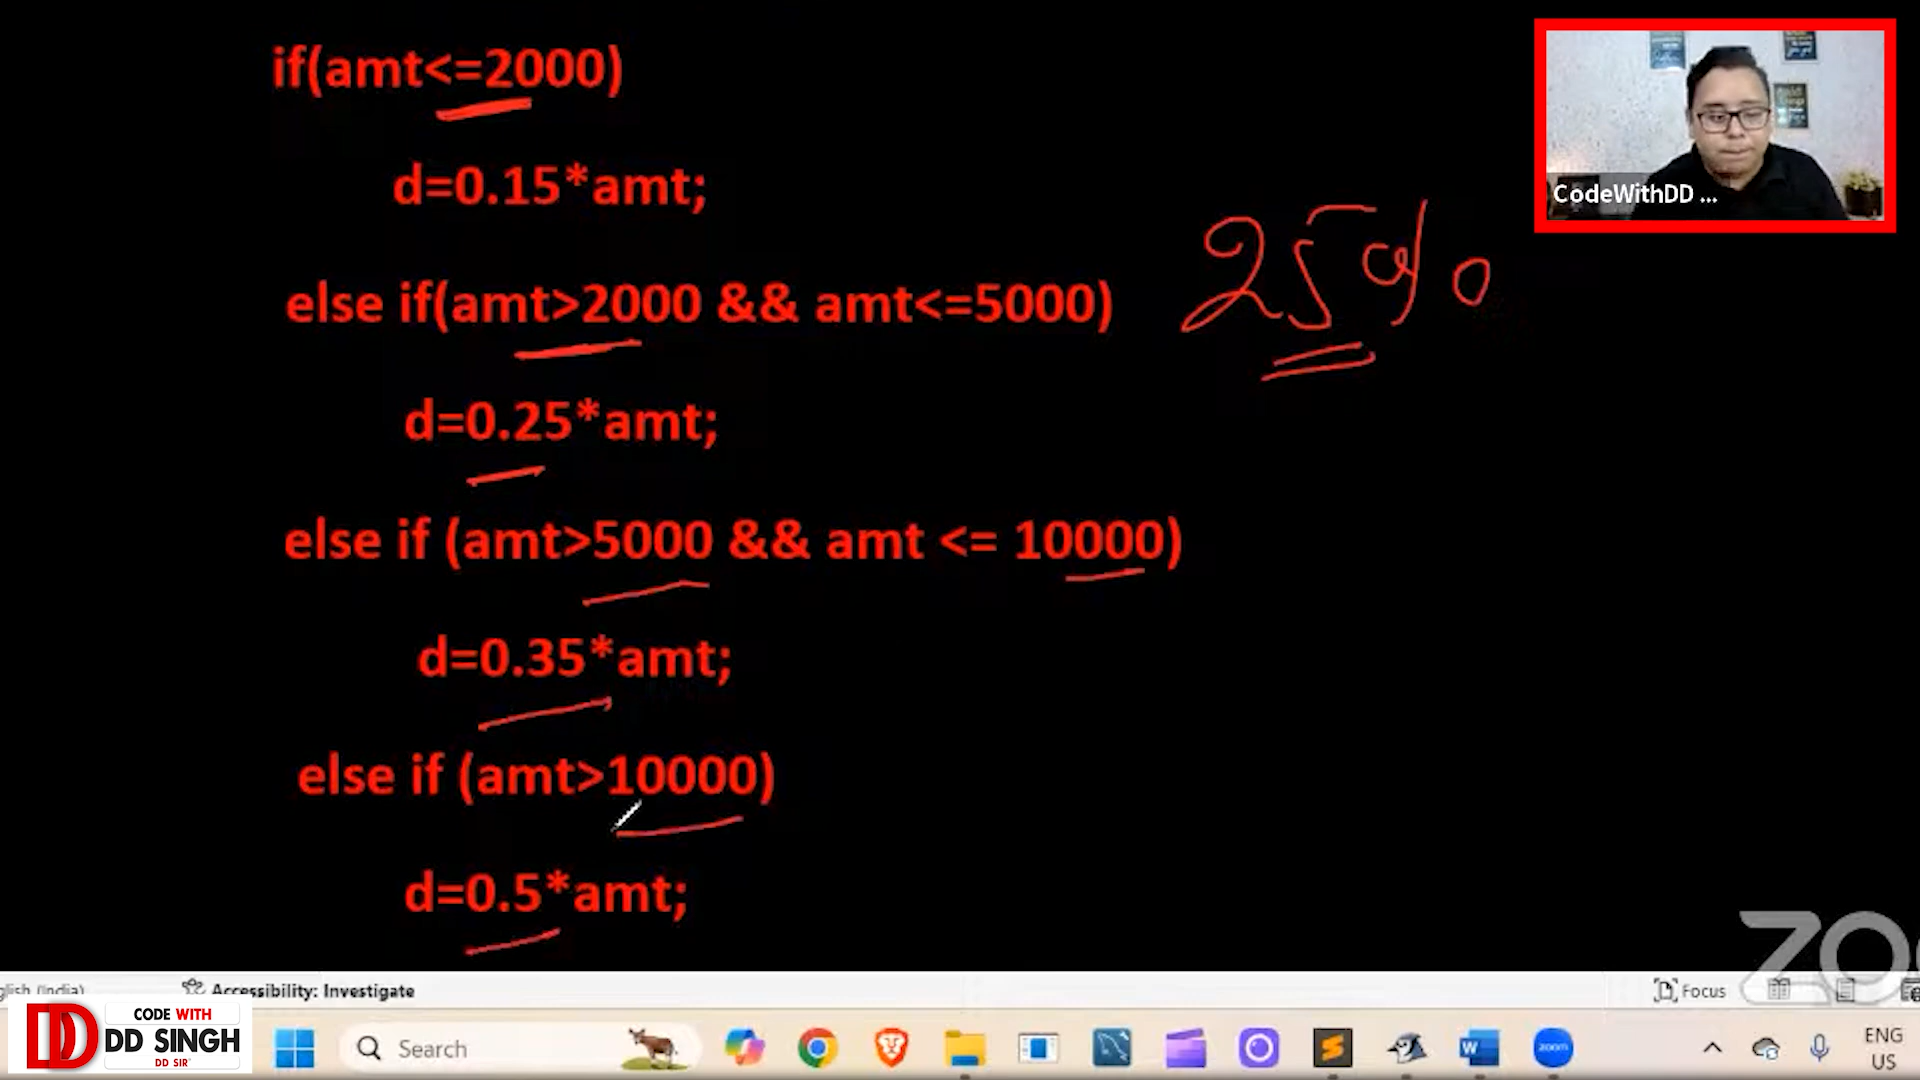 if(amt<=2000)
d=0.15*amt;
else if(amt>2000 && amt<=5000)
25%
d=0.25*amt;
else if (amt>5000 && amt <= 10000)
d=0.35*amt;
else if (amt>10000)
d=0.5*amt;
CodeWithDD ...
Accessibility: Investigate
Focus
CODE WITH
DD SINGH
DD SIR
Search
zoom
ENG
US